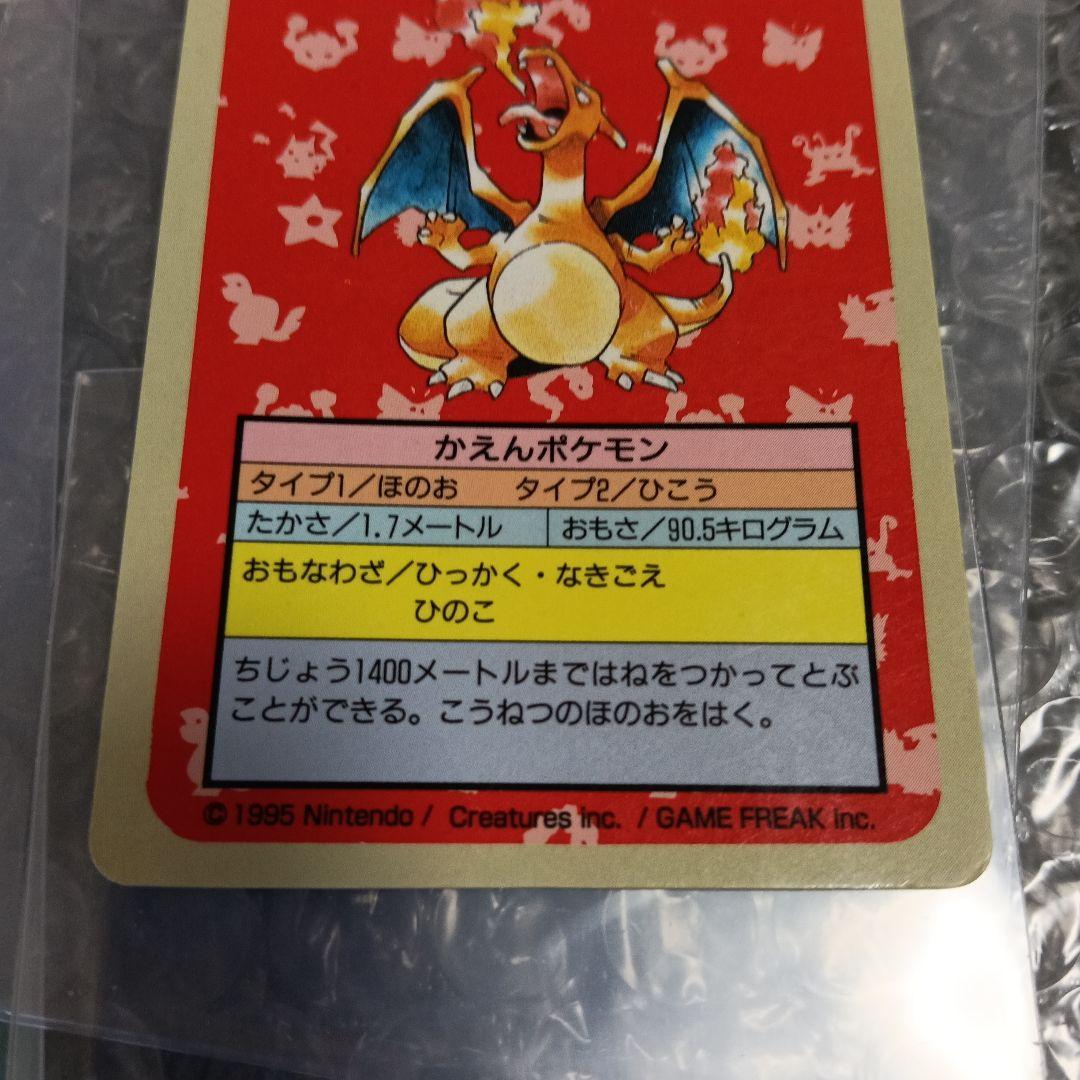 かえんポケモン
タイプ1／ほのお　タイプ2／ひこう
たかさ／1.7メートル　おもさ／90.5キログラム
おもなわざ／ひっかく・なきごえ
ひのこ
ちじょう1400メートルまではねをつかってとぶ
ことができる。こうねつのほのおをはく。
© 1995 Nintendo / Creatures inc. / GAME FREAK inc.